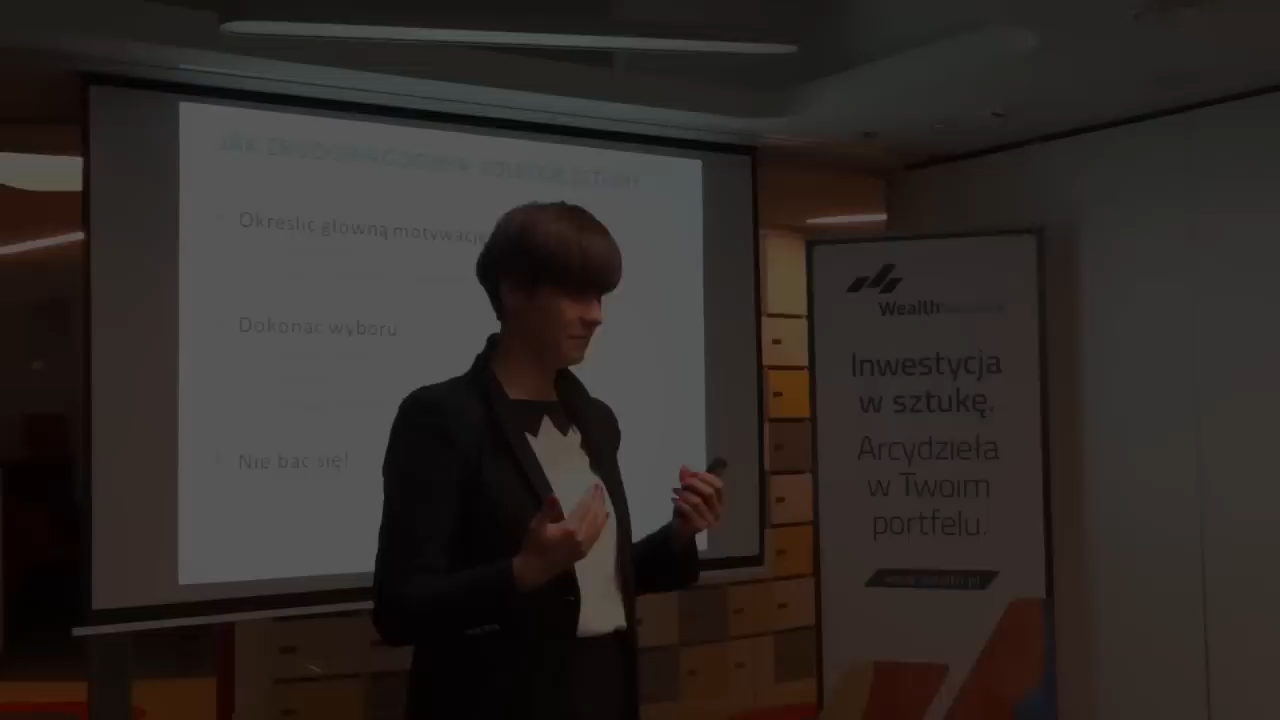 Określić główną motywację
Dokonać wyboru
Nie bać się!
Wealth
Inwestycja
w sztukę.
Arcydzieła
w Twoim
portfelu.